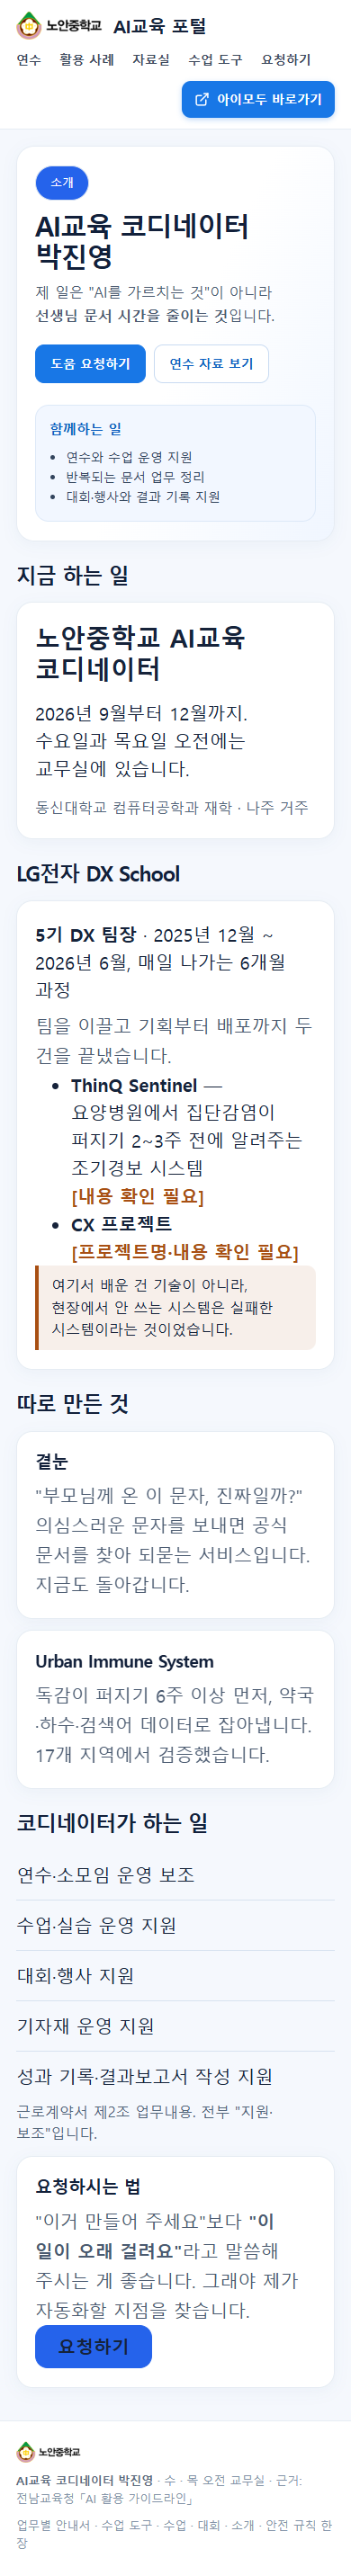 노안중학교 AI교육 포털
연수 활용 사례 자료실 수업 도구 요청하기
아이모두 바로가기
소개
AI교육 코디네이터
박진영
제 일은 "AI를 가르치는 것"이 아니라
선생님 문서 시간을 줄이는 것입니다.
도움 요청하기 연수 자료 보기
함께하는 일
• 연수와 수업 운영 지원
• 반복되는 문서 업무 정리
• 대회·행사와 결과 기록 지원
지금 하는 일
노안중학교 AI교육
코디네이터
2026년 9월부터 12월까지.
수요일과 목요일 오전에는
교무실에 있습니다.
동신대학교 컴퓨터공학과 재학 · 나주 거주
LG전자 DX School
5기 DX 팀장 · 2025년 12월 ~
2026년 6월, 매일 나가는 6개월
과정
팀을 이끌고 기획부터 배포까지 두
건을 끝냈습니다.
• ThinQ Sentinel —
요양병원에서 집단감염이
퍼지기 2~3주 전에 알려주는
조기경보 시스템
[내용 확인 필요]
• CX 프로젝트
[프로젝트명·내용 확인 필요]
여기서 배운 건 기술이 아니라,
현장에서 안 쓰는 시스템은 실패한
시스템이라는 것이었습니다.
따로 만든 것
곁눈
"부모님께 온 이 문자, 진짜일까?"
의심스러운 문자를 보내면 공식
문서를 찾아 되묻는 서비스입니다.
지금도 돌아갑니다.
Urban Immune System
독감이 퍼지기 6주 이상 먼저, 약국
·하수·검색어 데이터로 잡아냅니다.
17개 지역에서 검증했습니다.
코디네이터가 하는 일
연수·소모임 운영 보조
수업·실습 운영 지원
대회·행사 지원
기자재 운영 지원
성과 기록·결과보고서 작성 지원
근로계약서 제2조 업무내용. 전부 "지원·
보조"입니다.
요청하시는 법
"이거 만들어 주세요"보다 "이
일이 오래 걸려요"라고 말씀해
주시는 게 좋습니다. 그래야 제가
자동화할 지점을 찾습니다.
요청하기
노안중학교
AI교육 코디네이터 박진영 · 수 · 목 오전 교무실 · 근거:
전남교육청 「AI 활용 가이드라인」
업무별 안내서 · 수업 도구 · 수업 · 대회 · 소개 · 안전 규칙 한
장